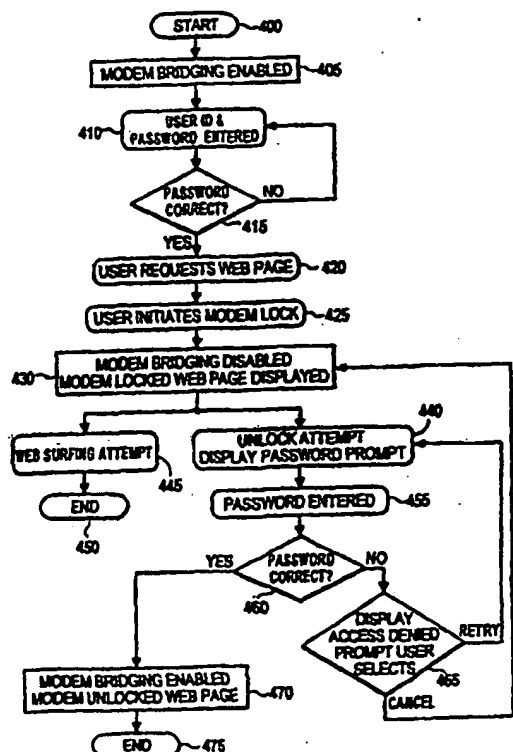 START
400
MODEM BRIDGING ENABLED
405
410
USER ID &
PASSWORD ENTERED
PASSWORD
CORRECT?
NO
415
YES
USER REQUESTS WEB PAGE
420
USER INITIATES MODEM LOCK
425
430
MODEM BRIDGING DISABLED
MODEM LOCKED WEB PAGE DISPLAYED
440
WEB SURFING ATTEMPT
445
UNLOCK ATTEMPT
DISPLAY PASSWORD PROMPT
END
450
PASSWORD ENTERED
455
YES
PASSWORD
CORRECT?
NO
460
DISPLAY
ACCESS DENIED
PROMPT USER
SELECTS
RETRY
465
CANCEL
MODEM BRIDGING ENABLED
MODEM UNLOCKED WEB PAGE
470
END
475